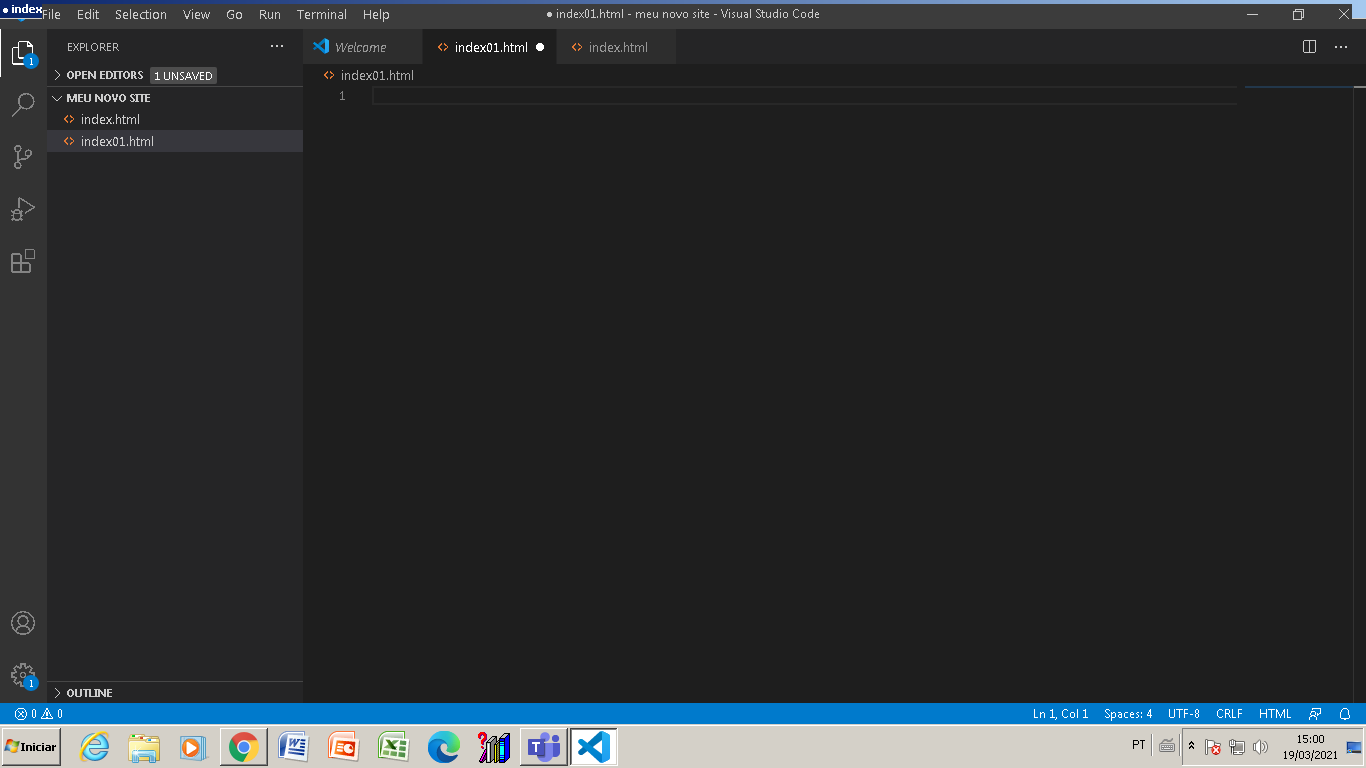 ● index
File Edit Selection View Go Run Terminal Help
● index01.html - meu novo site - Visual Studio Code
EXPLORER
OPEN EDITORS 1 UNSAVED
MEU NOVO SITE
index.html
index01.html
OUTLINE
Welcome
index01.html ●
index.html
index01.html
1
0 0
Ln 1, Col 1 Spaces: 4 UTF-8 CRLF HTML
1
1
Iniciar
PT
15:00
19/03/2021